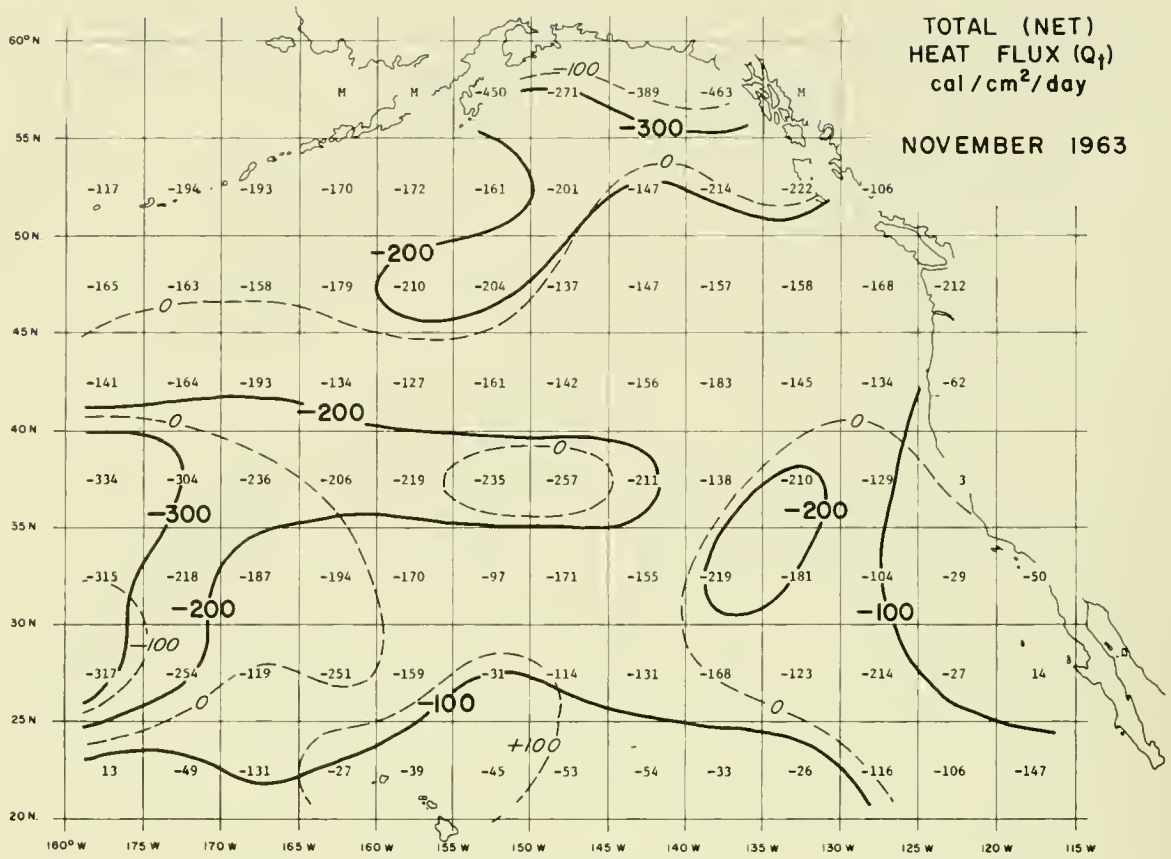 TOTAL (NET)
HEAT FLUX (Qt)
cal/cm²/day
NOVEMBER 1963
60° N
-100
M M -450 -271 -389 -463 M
55 N
-300
0
-117 -194 -193 -170 -172 -161 -201 -147 -214 -222 -106
50 N.
-200
-165 -163 -158 -179 -210 -204 -137 -147 -157 -158 -168 -212
0
45 N
-141 -164 -193 -134 -127 -161 -142 -156 -183 -145 -134 -62
-200
0 0
40 N
0
-334 -304 -236 -206 -219 -235 -257 -211 -138 -210 -129 3
-300 -200
35 N
-315 -218 -187 -194 -170 -97 -171 -155 -219 -181 -104 -29 -50
-200 -100
30 N
-100
-317 -254 -119 -251 -159 -31 -114 -131 -168 -123 -214 -27 14
0 -100 0
25 N
+100
13 -49 -131 -27 -39 -45 -53 -54 -33 -26 -116 -106 -147
20 N.
160° W 175 W 170 W 165 W 160 W 155 W 150 W 145 W 140 W 135 W 130 W 125 W 120 W 115 W